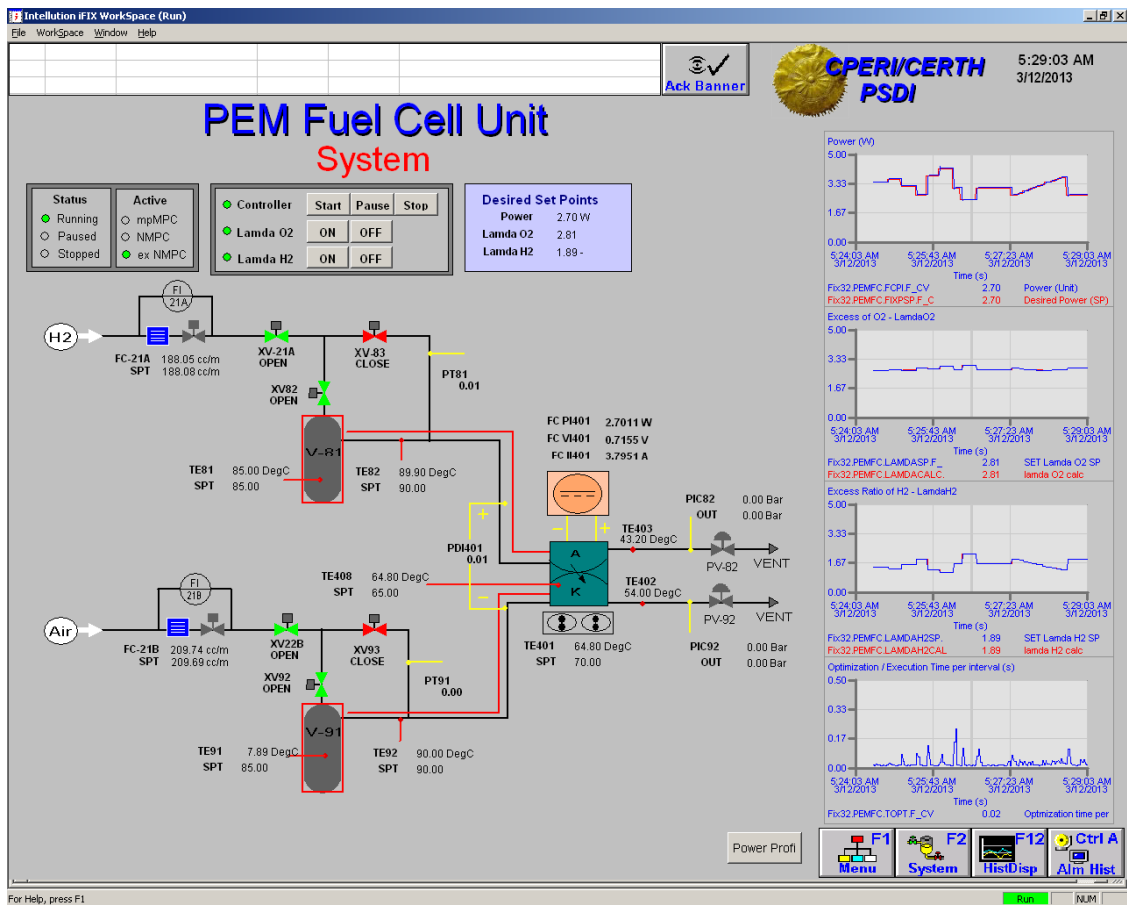 Intellution iFIX WorkSpace (Run)
File WorkSpace Window Help
Ack Banner
CPERI/CERTH
PSDI
5:29:03 AM
3/12/2013
PEM Fuel Cell Unit
System
Status
Running
Paused
Stopped
Active
mpMPC
NMPC
ex NMPC
Controller Start Pause Stop
Lamda O2 ON OFF
Lamda H2 ON OFF
Desired Set Points
Power 2.70 W
Lamda O2 2.81
Lamda H2 1.89 -
FI
21A
H2
FC-21A 188.05 cc/m
SPT 188.08 cc/m
XV-21A
OPEN
XV-83
CLOSE
XV82
OPEN
PT81
0.01
V-81
TE81 85.00 DegC
SPT 85.00
TE82 89.90 DegC
SPT 90.00
FC PI401 2.7011 W
FC VI401 0.7155 V
FC II401 3.7951 A
+
−
− +
PDI401
0.01
A
K
TE403
43.20 DegC
PIC82 0.00 Bar
OUT 0.00 Bar
PV-82
VENT
TE408 64.80 DegC
SPT 65.00
TE402
54.00 DegC
PV-92
VENT
PIC92 0.00 Bar
OUT 0.00 Bar
TE401 64.80 DegC
SPT 70.00
FI
21B
Air
FC-21B 209.74 cc/m
SPT 209.69 cc/m
XV22B
OPEN
XV93
CLOSE
XV92
OPEN
PT91
0.00
V-91
TE91 7.89 DegC
SPT 85.00
TE92 90.00 DegC
SPT 90.00
Power (W)
5.00
3.33
1.67
0.00
5:24:03 AM 5:25:43 AM 5:27:23 AM 5:29:03 AM
3/12/2013 3/12/2013 3/12/2013 3/12/2013
Time (s)
Fix32.PEMFC.FCPI.F_CV 2.70 Power (Unit)
Fix32.PEMFC.FIXPSP.F_C 2.70 Desired Power (SP)
Excess of O2 - LamdaO2
5.00
3.33
1.67
0.00
5:24:03 AM 5:25:43 AM 5:27:23 AM 5:29:03 AM
3/12/2013 3/12/2013 3/12/2013 3/12/2013
Time (s)
Fix32.PEMFC.LAMDASP.F_ 2.81 SET Lamda O2 SP
Fix32.PEMFC.LAMDACALC. 2.81 lamda O2 calc
Excess Ratio of H2 - LamdaH2
5.00
3.33
1.67
0.00
5:24:03 AM 5:25:43 AM 5:27:23 AM 5:29:03 AM
3/12/2013 3/12/2013 3/12/2013 3/12/2013
Time (s)
Fix32.PEMFC.LAMDAH2SP. 1.89 SET Lamda H2 SP
Fix32.PEMFC.LAMDAH2CAL 1.89 lamda H2 calc
Optimization / Execution Time per interval (s)
0.50
0.33
0.17
0.00
5:24:03 AM 5:25:43 AM 5:27:23 AM 5:29:03 AM
3/12/2013 3/12/2013 3/12/2013 3/12/2013
Time (s)
Fix32.PEMFC.TOPT.F_CV 0.02 Optmization time per
Power Profi
F1
Menu
F2
System
F12
HistDisp
Ctrl A
Alm Hist
For Help, press F1
Run NUM